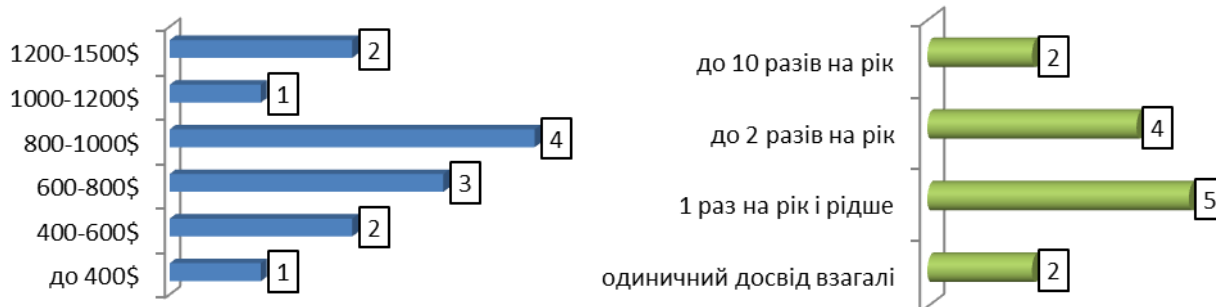 1200-1500$ 2
1000-1200$ 1
800-1000$ 4
600-800$ 3
400-600$ 2
до 400$ 1
до 10 разів на рік 2
до 2 разів на рік 4
1 раз на рік і рідше 5
одиничний досвід взагалі 2